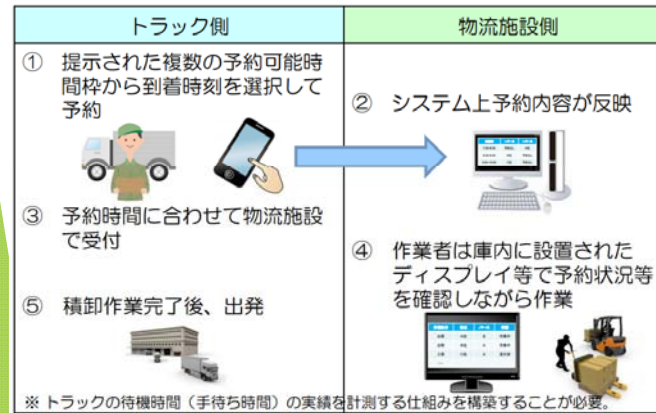 トラック側
物流施設側
① 提示された複数の予約可能時
間枠から到着時刻を選択して
予約
② システム上予約内容が反映
③ 予約時間に合わせて物流施設
で受付
④ 作業者は庫内に設置された
ディスプレイ等で予約状況等
を確認しながら作業
⑤ 積卸作業完了後、出発
※ トラックの待機時間（手待ち時間）の実績を計測する仕組みを構築することが必要。